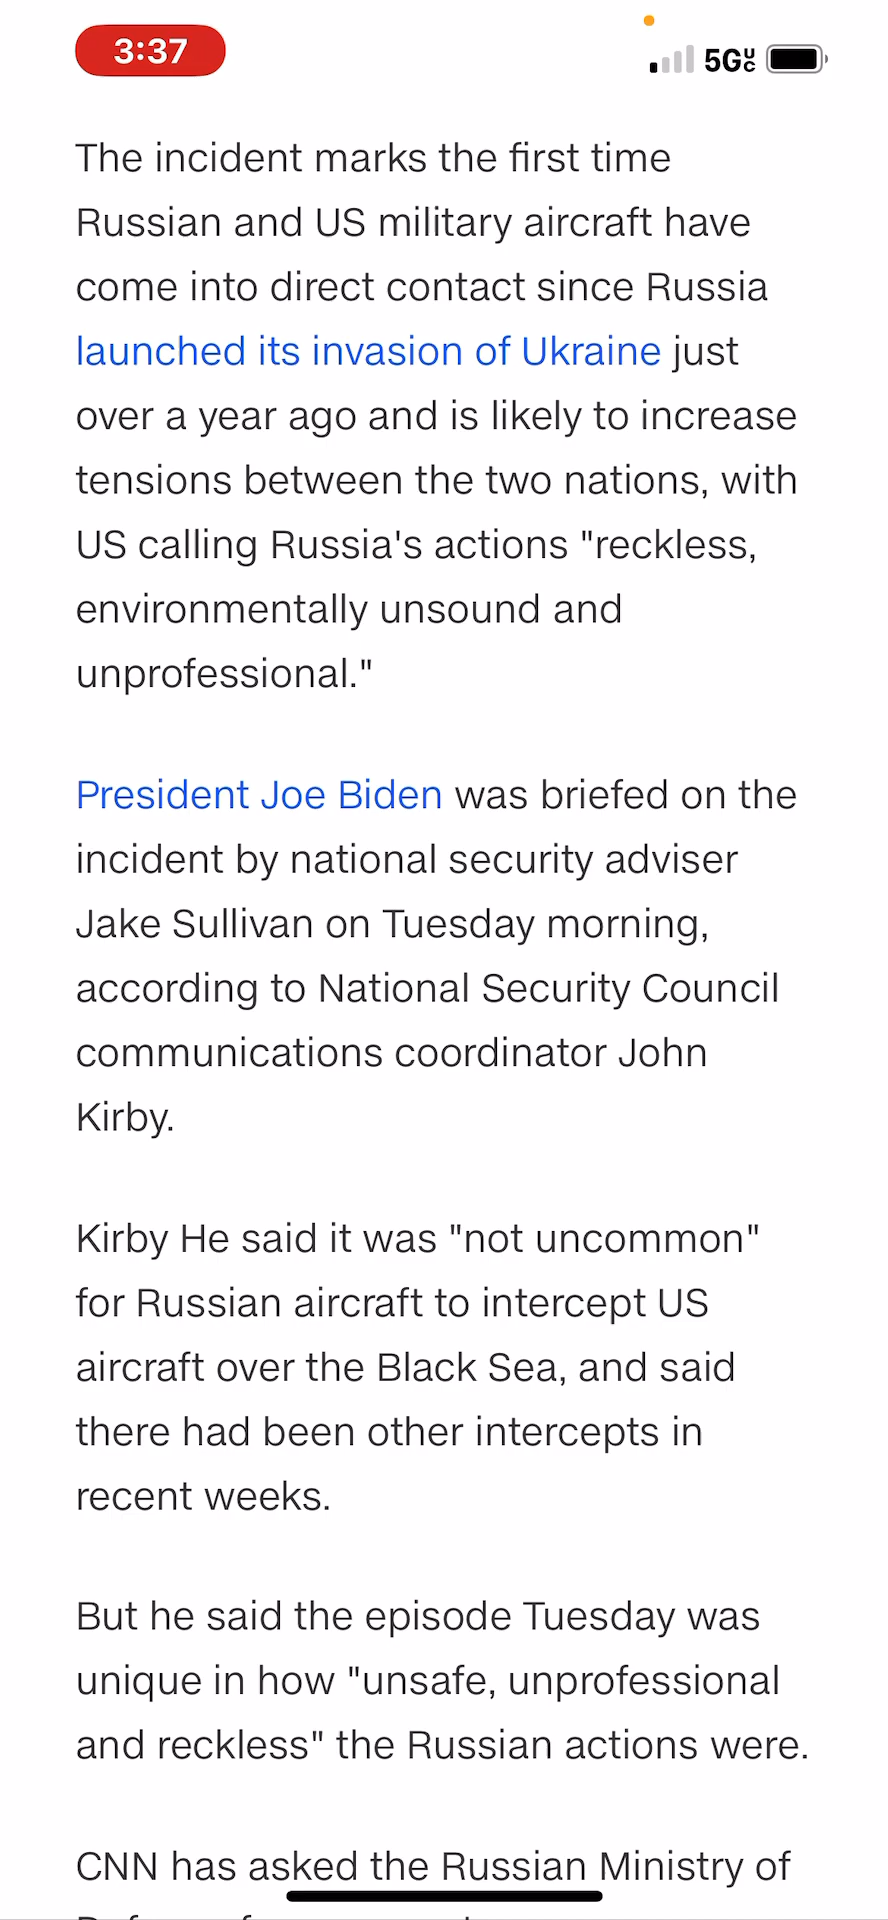 3:37
5GUC
The incident marks the first time
Russian and US military aircraft have
come into direct contact since Russia
launched its invasion of Ukraine just
over a year ago and is likely to increase
tensions between the two nations, with
US calling Russia's actions "reckless,
environmentally unsound and
unprofessional."
President Joe Biden was briefed on the
incident by national security adviser
Jake Sullivan on Tuesday morning,
according to National Security Council
communications coordinator John
Kirby.
Kirby He said it was "not uncommon"
for Russian aircraft to intercept US
aircraft over the Black Sea, and said
there had been other intercepts in
recent weeks.
But he said the episode Tuesday was
unique in how "unsafe, unprofessional
and reckless" the Russian actions were.
CNN has asked the Russian Ministry of